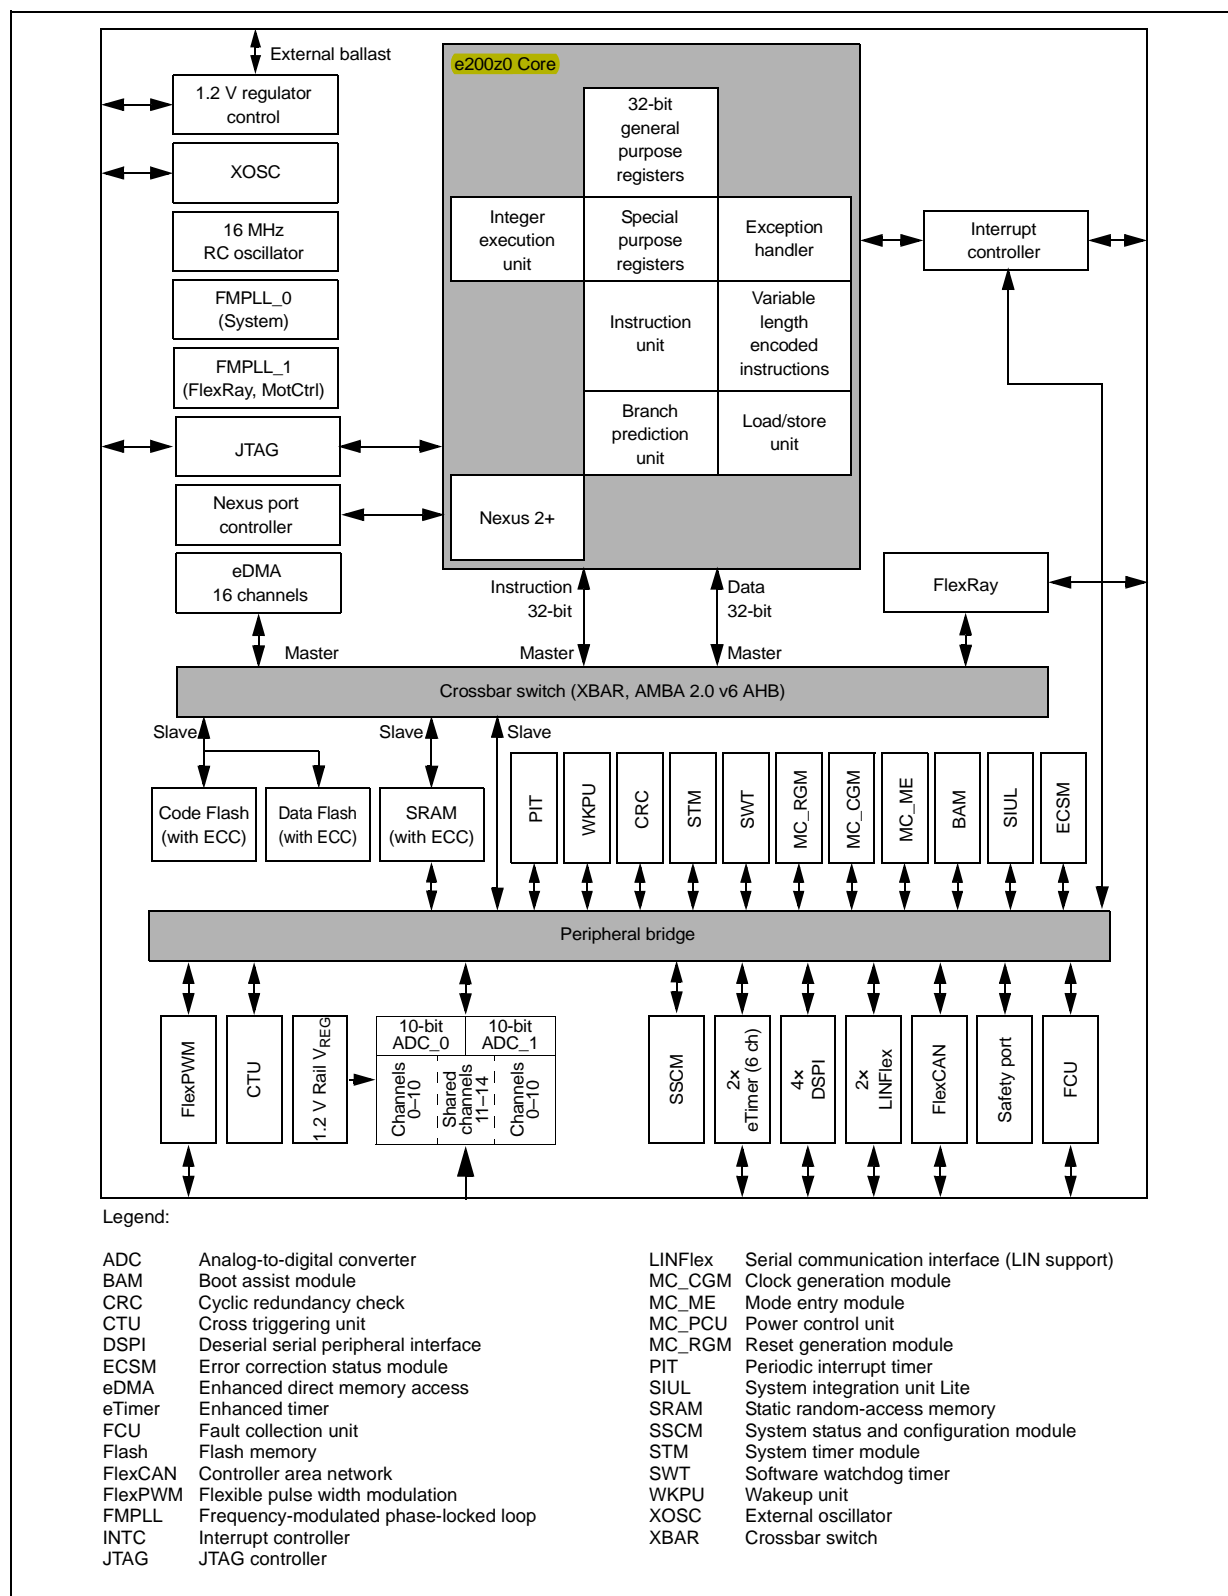 External ballast
1.2 V regulator
control
XOSC
16 MHz
RC oscillator
FMPLL_0
(System)
FMPLL_1
(FlexRay, MotCtrl)
JTAG
Nexus port
controller
eDMA
16 channels
e200z0 Core
32-bit
general
purpose
registers
Integer
execution
unit
Special
purpose
registers
Exception
handler
Instruction
unit
Variable
length
encoded
instructions
Branch
prediction
unit
Load/store
unit
Nexus 2+
Interrupt
controller
FlexRay
Instruction
32-bit
Data
32-bit
Master
Master
Master
Crossbar switch (XBAR, AMBA 2.0 v6 AHB)
Slave
Slave
Slave
Code Flash
(with ECC)
Data Flash
(with ECC)
SRAM
(with ECC)
PIT
WKPU
CRC
STM
SWT
MC_RGM
MC_CGM
MC_ME
BAM
SIUL
ECSM
Peripheral bridge
FlexPWM
CTU
1.2 V Rail VREG
10-bit
ADC_0
10-bit
ADC_1
Channels
0–10
Shared
channels
11–14
Channels
0–10
SSCM
2×
eTimer (6 ch)
4×
DSPI
2×
LINFlex
FlexCAN
Safety port
FCU
Legend:
ADC Analog-to-digital converter
BAM Boot assist module
CRC Cyclic redundancy check
CTU Cross triggering unit
DSPI Deserial serial peripheral interface
ECSM Error correction status module
eDMA Enhanced direct memory access
eTimer Enhanced timer
FCU Fault collection unit
Flash Flash memory
FlexCAN Controller area network
FlexPWM Flexible pulse width modulation
FMPLL Frequency-modulated phase-locked loop
INTC Interrupt controller
JTAG JTAG controller
LINFlex Serial communication interface (LIN support)
MC_CGM Clock generation module
MC_ME Mode entry module
MC_PCU Power control unit
MC_RGM Reset generation module
PIT Periodic interrupt timer
SIUL System integration unit Lite
SRAM Static random-access memory
SSCM System status and configuration module
STM System timer module
SWT Software watchdog timer
WKPU Wakeup unit
XOSC External oscillator
XBAR Crossbar switch